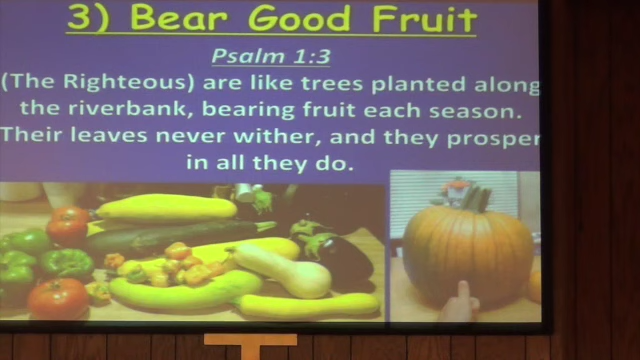 3) Bear Good Fruit
Psalm 1:3
(The Righteous) are like trees planted along
the riverbank, bearing fruit each season.
Their leaves never wither, and they prosper
in all they do.